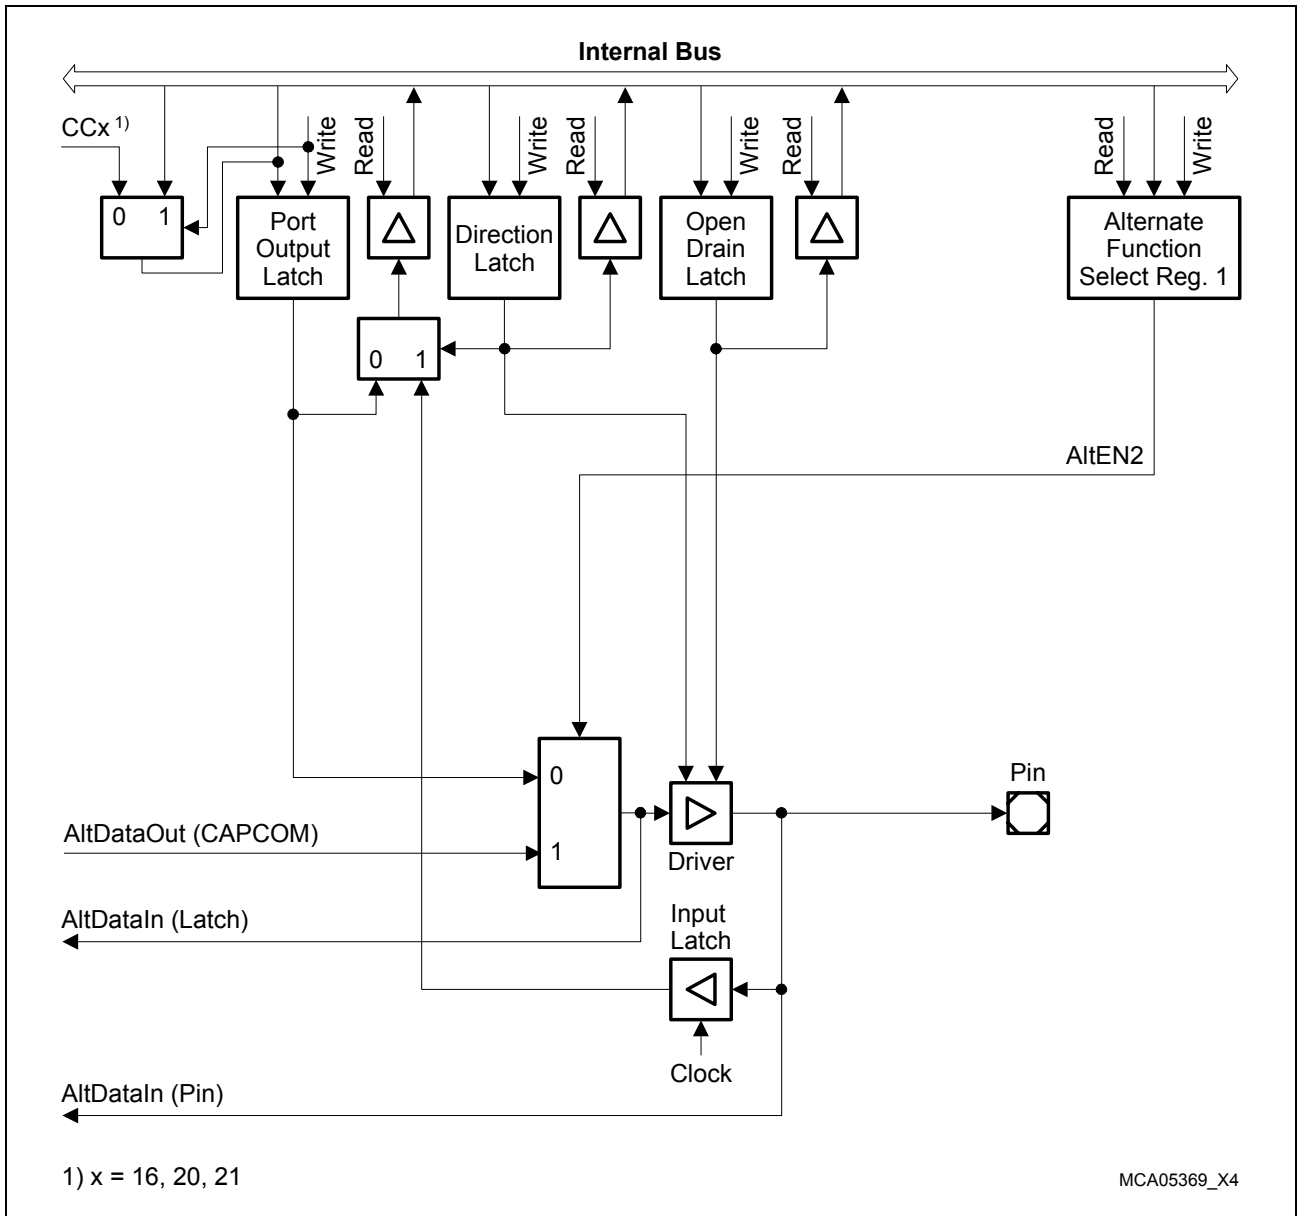 Internal Bus
CCx 1)
Write
Read
Write
Read
Write
Read
Read
Write
0 1
Port
Output
Latch
Direction
Latch
Open
Drain
Latch
Alternate
Function
Select Reg. 1
0 1
AltEN2
0
Pin
AltDataOut (CAPCOM)
1
Driver
AltDataIn (Latch)
Input
Latch
Clock
AltDataIn (Pin)
1) x = 16, 20, 21
MCA05369_X4